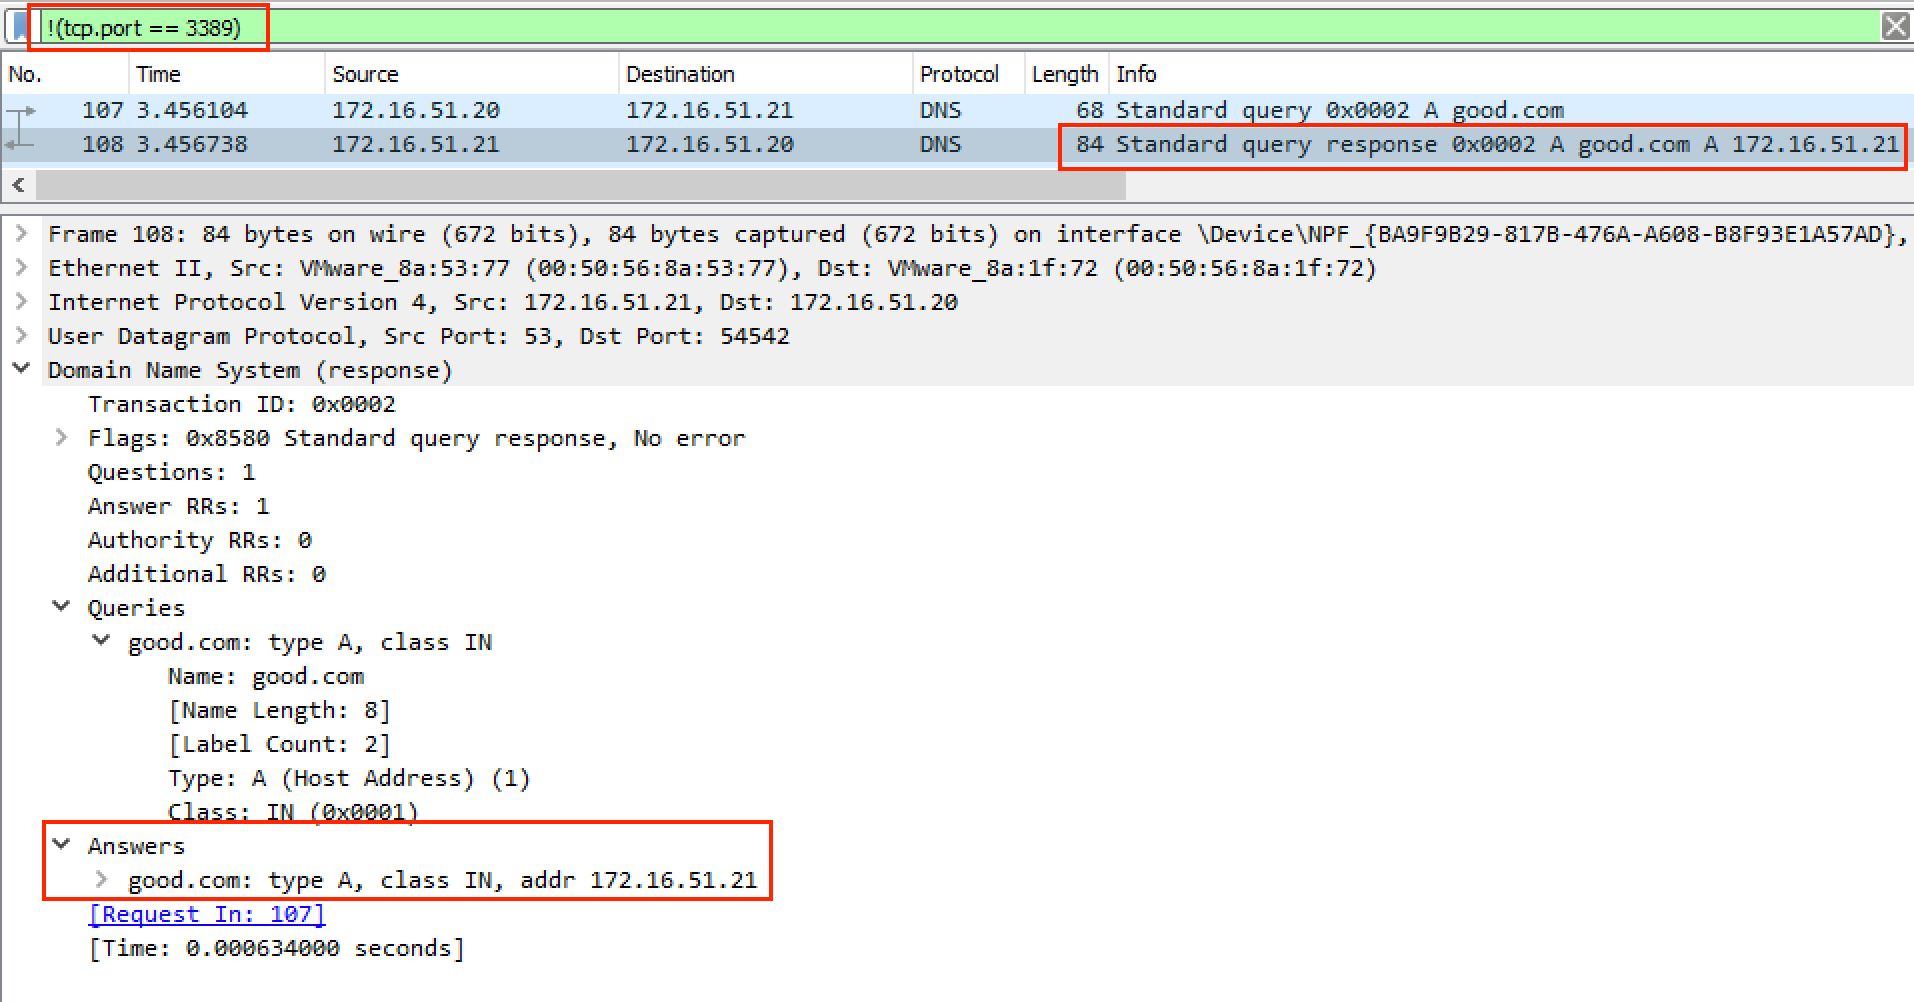 !(tcp.port == 3389)
No. Time Source Destination Protocol Length Info
107 3.456104 172.16.51.20 172.16.51.21 DNS 68 Standard query 0x0002 A good.com
108 3.456738 172.16.51.21 172.16.51.20 DNS 84 Standard query response 0x0002 A good.com A 172.16.51.21
Frame 108: 84 bytes on wire (672 bits), 84 bytes captured (672 bits) on interface \Device\NPF_{BA9F9B29-817B-476A-A608-B8F93E1A57AD},
Ethernet II, Src: VMware_8a:53:77 (00:50:56:8a:53:77), Dst: VMware_8a:1f:72 (00:50:56:8a:1f:72)
Internet Protocol Version 4, Src: 172.16.51.21, Dst: 172.16.51.20
User Datagram Protocol, Src Port: 53, Dst Port: 54542
Domain Name System (response)
Transaction ID: 0x0002
Flags: 0x8580 Standard query response, No error
Questions: 1
Answer RRs: 1
Authority RRs: 0
Additional RRs: 0
Queries
good.com: type A, class IN
Name: good.com
[Name Length: 8]
[Label Count: 2]
Type: A (Host Address) (1)
Class: IN (0x0001)
Answers
good.com: type A, class IN, addr 172.16.51.21
[Request In: 107]
[Time: 0.000634000 seconds]